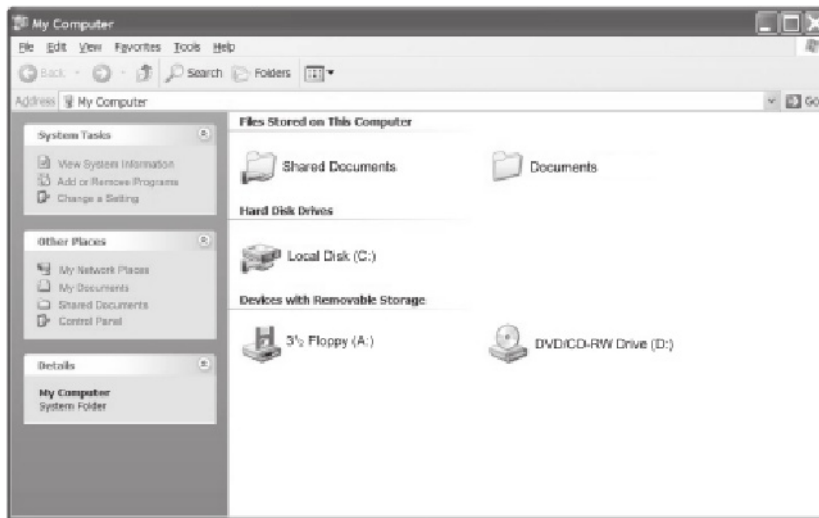 My Computer
File Edit View Favorites Tools Help
Back Search Folders
Address My Computer Go
System Tasks
View System Information
Add or Remove Programs
Change a Setting
Other Places
My Network Places
My Documents
Shared Documents
Control Panel
Details
My Computer
System Folder
Files Stored on This Computer
Shared Documents Documents
Hard Disk Drives
Local Disk (C:)
Devices with Removable Storage
3½ Floppy (A:) DVD/CD-RW Drive (D:)